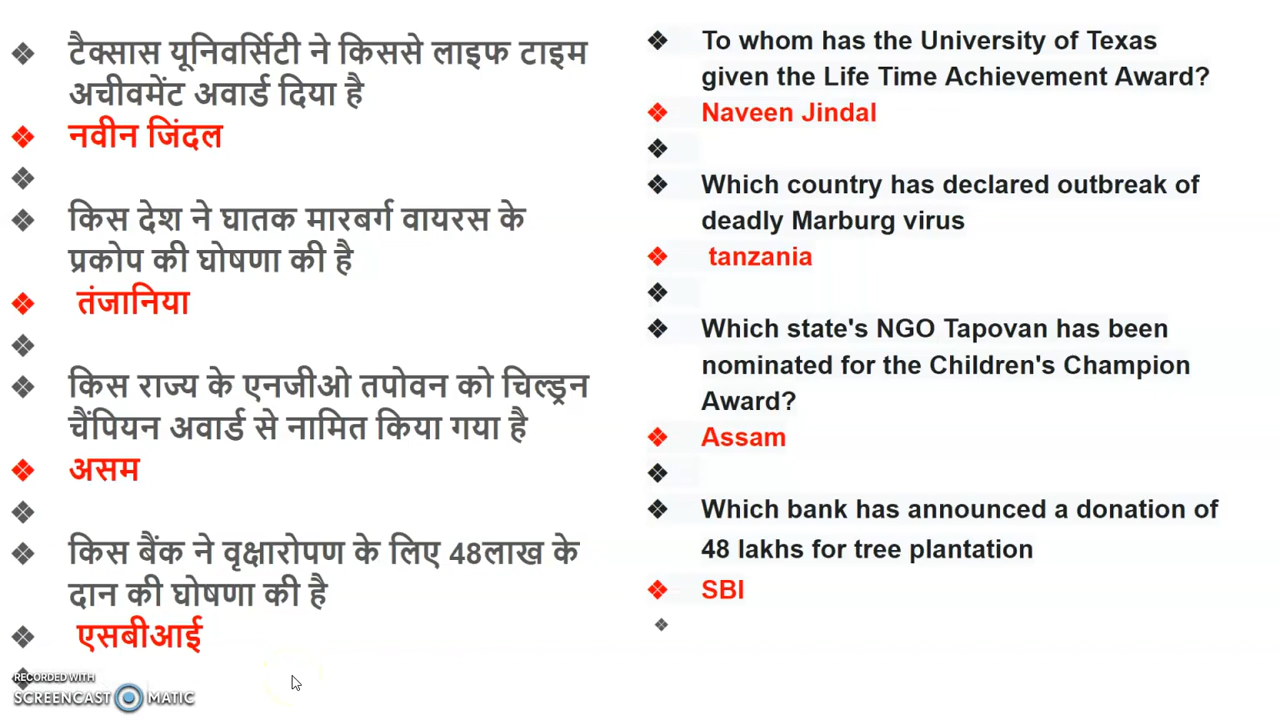 टैक्सास यूनिवर्सिटी ने किससे लाइफ टाइम
अचीवमेंट अवार्ड दिया है
नवीन जिंदल
किस देश ने घातक मारबर्ग वायरस के
प्रकोप की घोषणा की है
तंजानिया
किस राज्य के एनजीओ तपोवन को चिल्ड्रन
चैंपियन अवार्ड से नामित किया गया है
असम
किस बैंक ने वृक्षारोपण के लिए 48लाख के
दान की घोषणा की है
एसबीआई
To whom has the University of Texas
given the Life Time Achievement Award?
Naveen Jindal
Which country has declared outbreak of
deadly Marburg virus
tanzania
Which state's NGO Tapovan has been
nominated for the Children's Champion
Award?
Assam
Which bank has announced a donation of
48 lakhs for tree plantation
SBI
RECORDED WITH
SCREENCAST MATIC